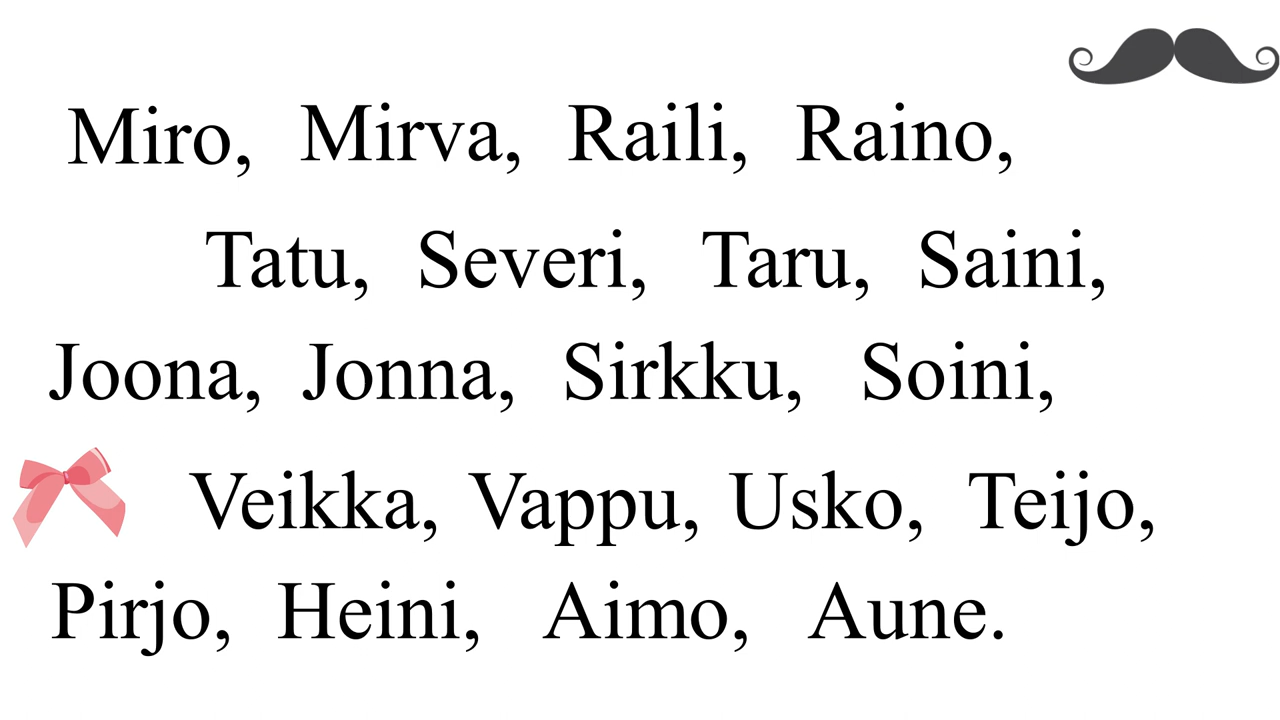 Miro, Mirva, Raili, Raino,
Tatu, Severi, Taru, Saini,
Joona, Jonna, Sirkku, Soini,
Veikka, Vappu, Usko, Teijo,
Pirjo, Heini, Aimo, Aune.